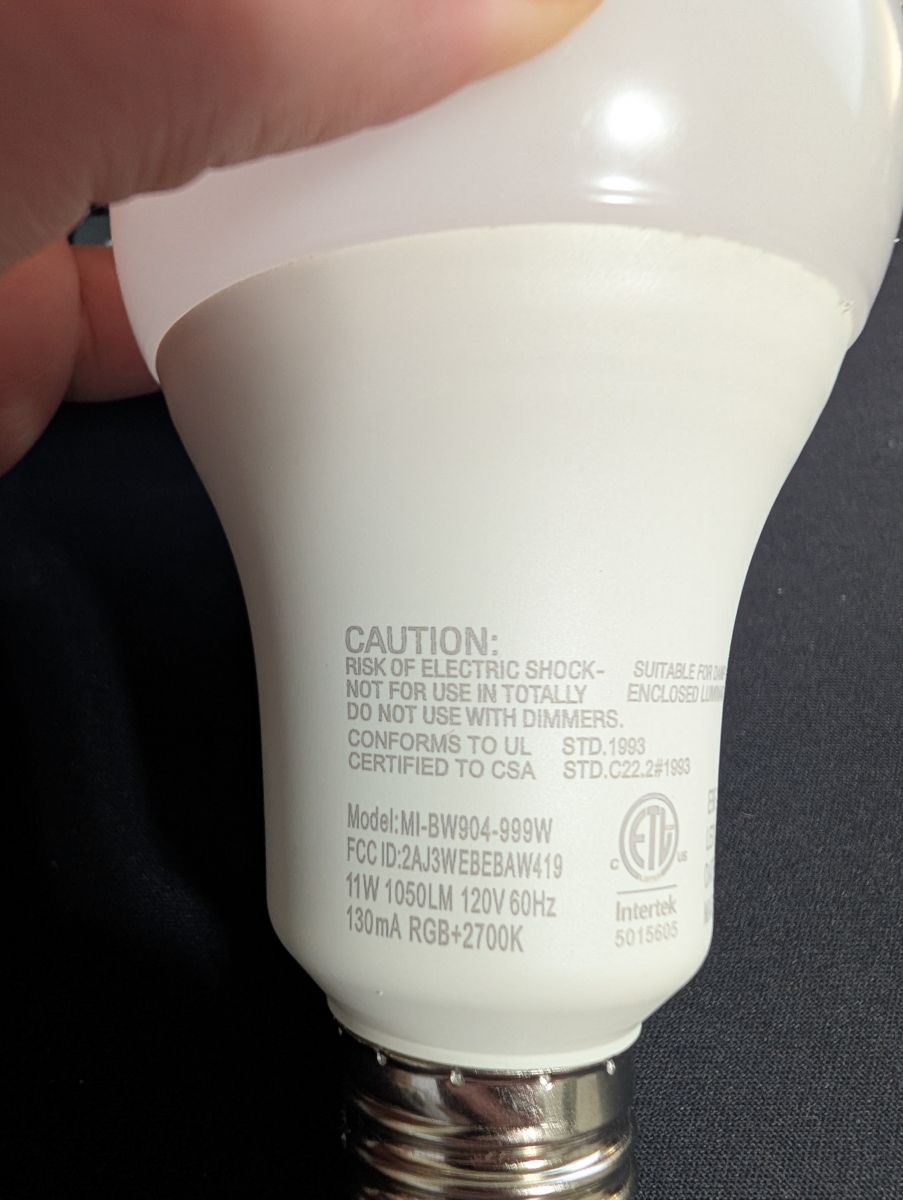 CAUTION:
RISK OF ELECTRIC SHOCK-
NOT FOR USE IN TOTALLY
DO NOT USE WITH DIMMERS.
SUITABLE FOR
ENCLOSED
CONFORMS TO UL STD.1993
CERTIFIED TO CSA STD.C22.2#1993
Model:MI-BW904-999W
FCC ID:2AJ3WEBEBAW419
11W 1050LM 120V 60Hz
130mA RGB+2700K
ETL
C US
Intertek
5015605